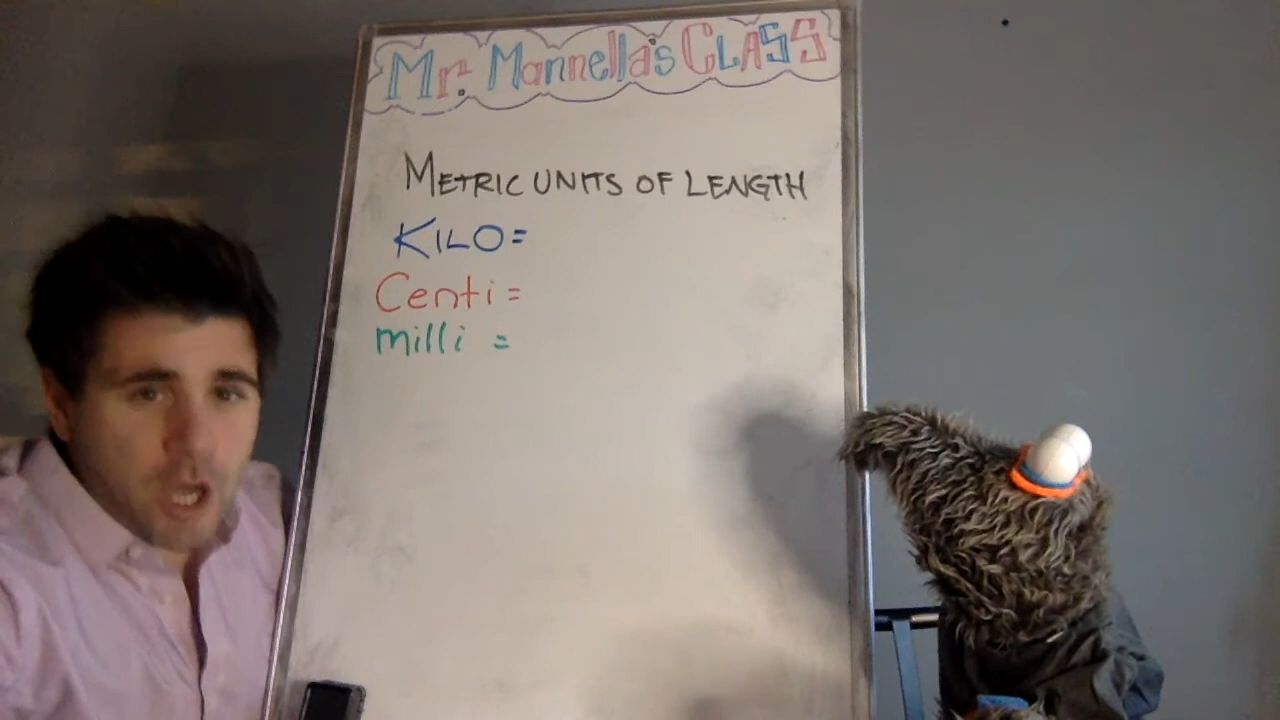 Mr. Mannella's CLASS
METRIC UNITS OF LENGTH
KILO=
Centi =
milli =